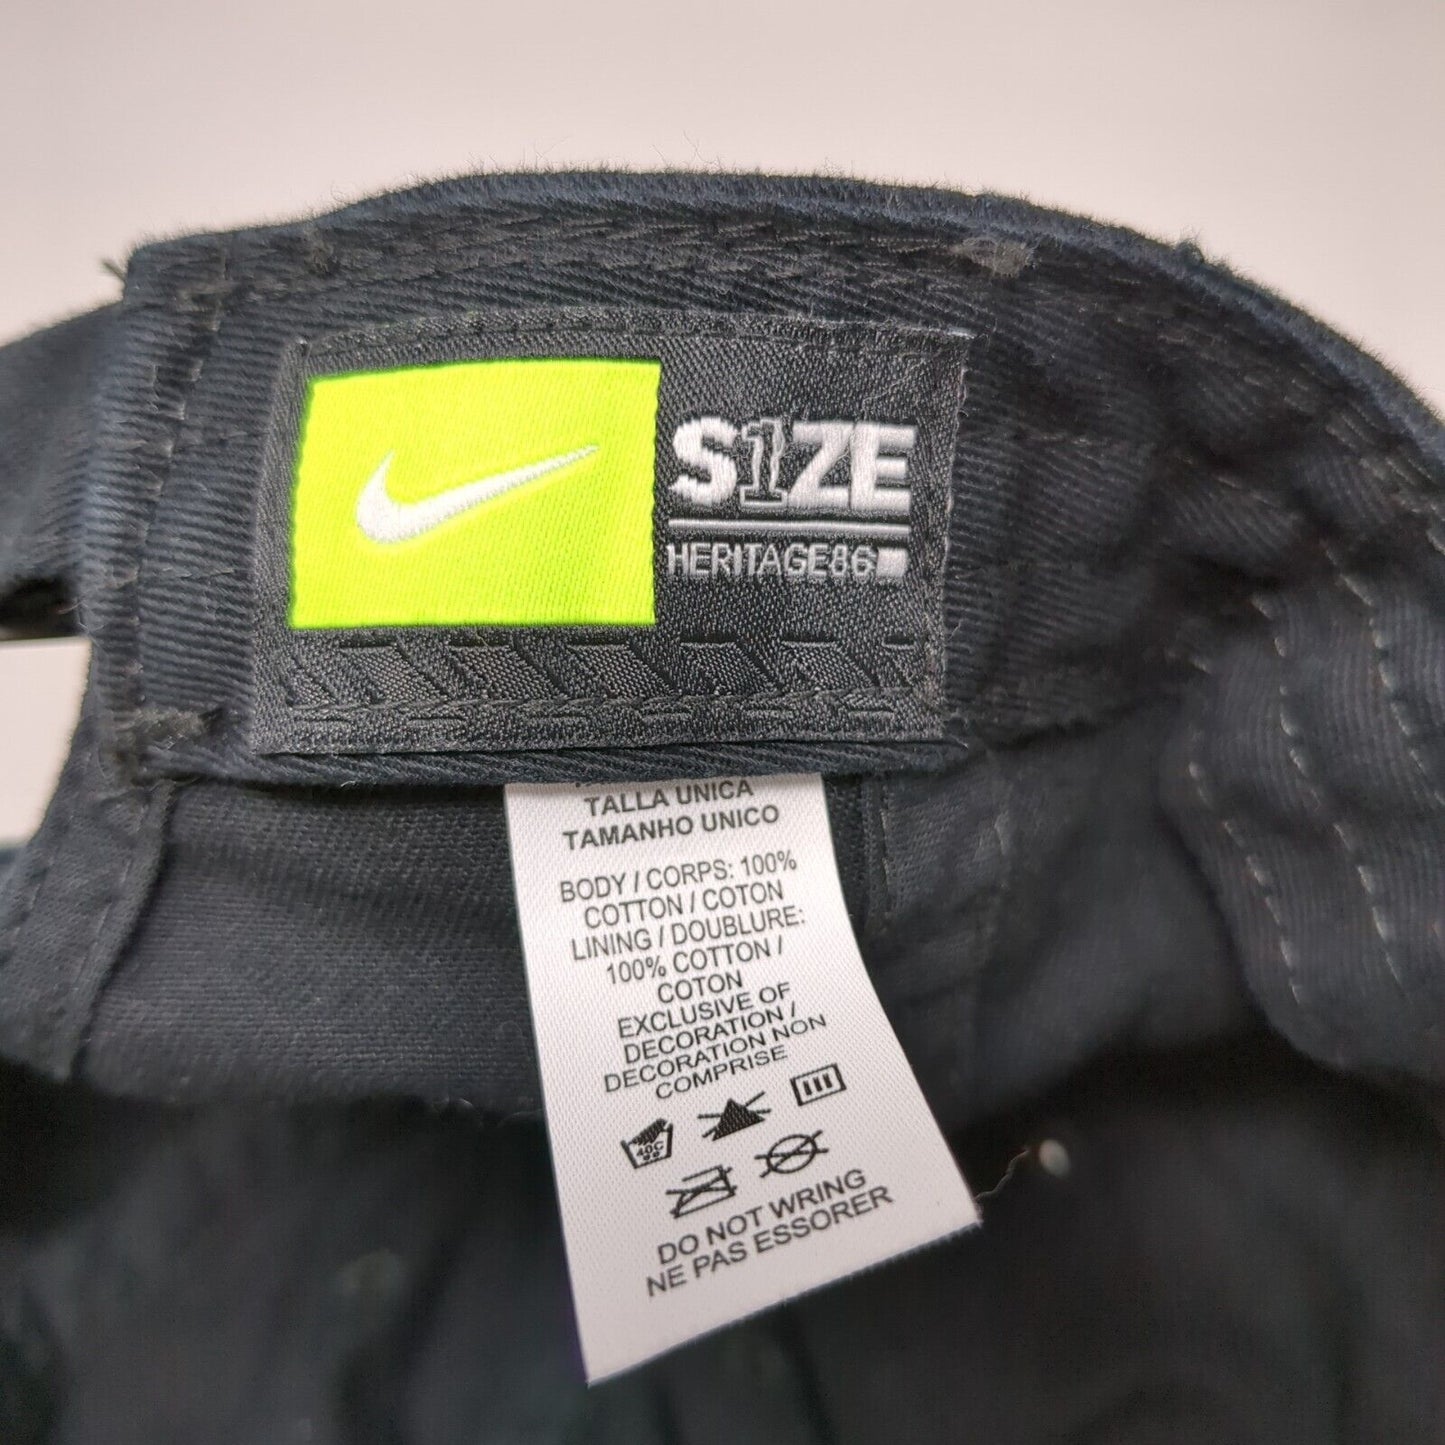 S1ZE
HERITAGE86
TALLA UNICA
TAMANHO UNICO
BODY / CORPS: 100%
COTTON / COTON
LINING / DOUBLURE:
100% COTTON /
COTON
EXCLUSIVE OF
DECORATION /
DECORATION NON
COMPRISE
40C
DO NOT WRING
NE PAS ESSORER